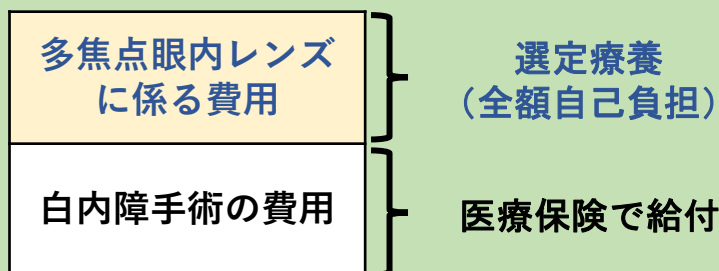 多焦点眼内レンズ
に係る費用
選定療養
（全額自己負担）
白内障手術の費用
医療保険で給付